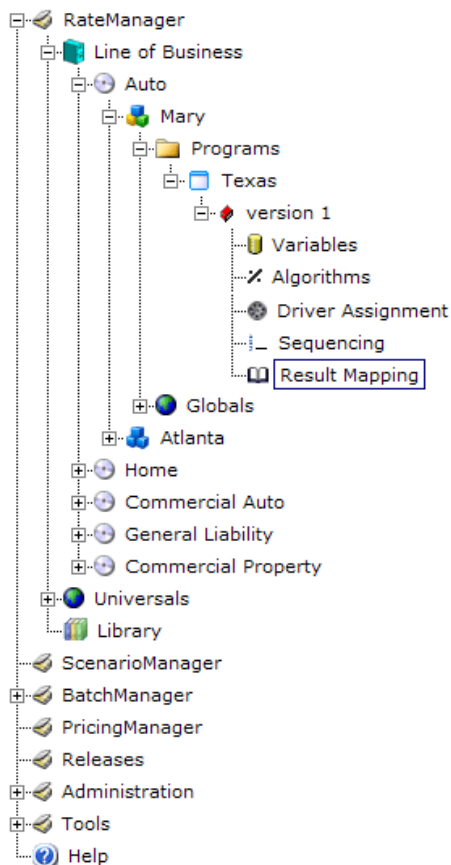 RateManager
Line of Business
Auto
Mary
Programs
Texas
version 1
Variables
Algorithms
Driver Assignment
Sequencing
Result Mapping
Globals
Atlanta
Home
Commercial Auto
General Liability
Commercial Property
Universals
Library
ScenarioManager
BatchManager
PricingManager
Releases
Administration
Tools
Help